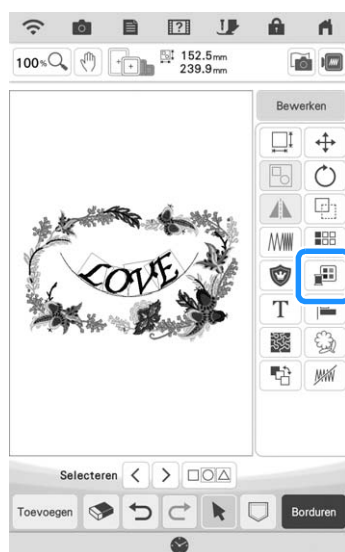 100%
152.5mm
239.9mm
Bewerken
LOVE
T
Selecteren
Toevoegen
Borduren